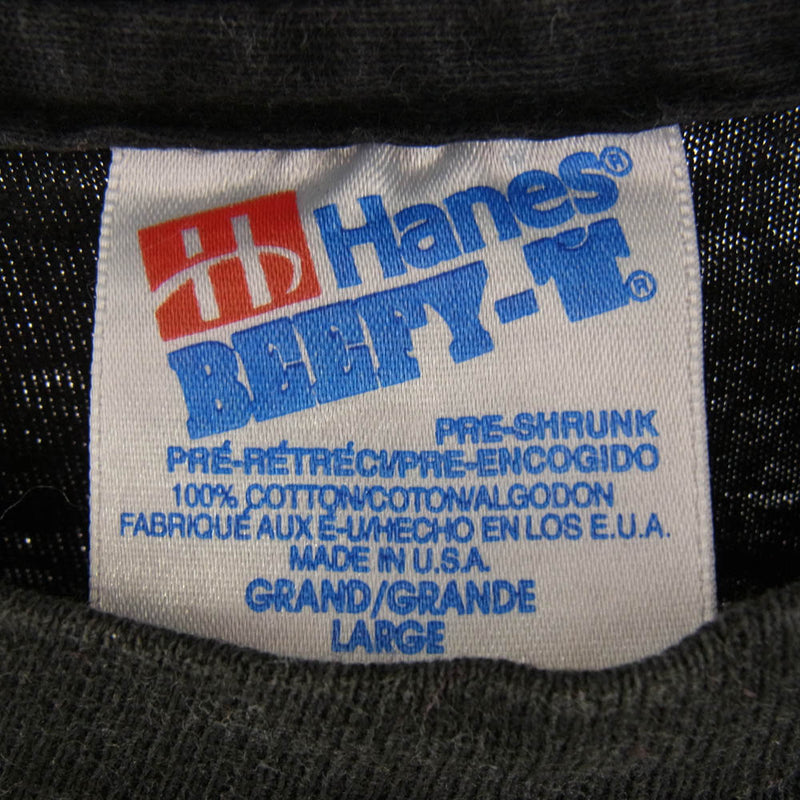 Hanes®
BEEFY-T®
PRE-SHRUNK
PRÉ-RÉTRÉCI/PRE-ENCOGIDO
100% COTTON/COTON/ALGODON
FABRIQUÉ AUX É-U/HECHO EN LOS E.U.A.
MADE IN U.S.A.
GRAND/GRANDE
LARGE